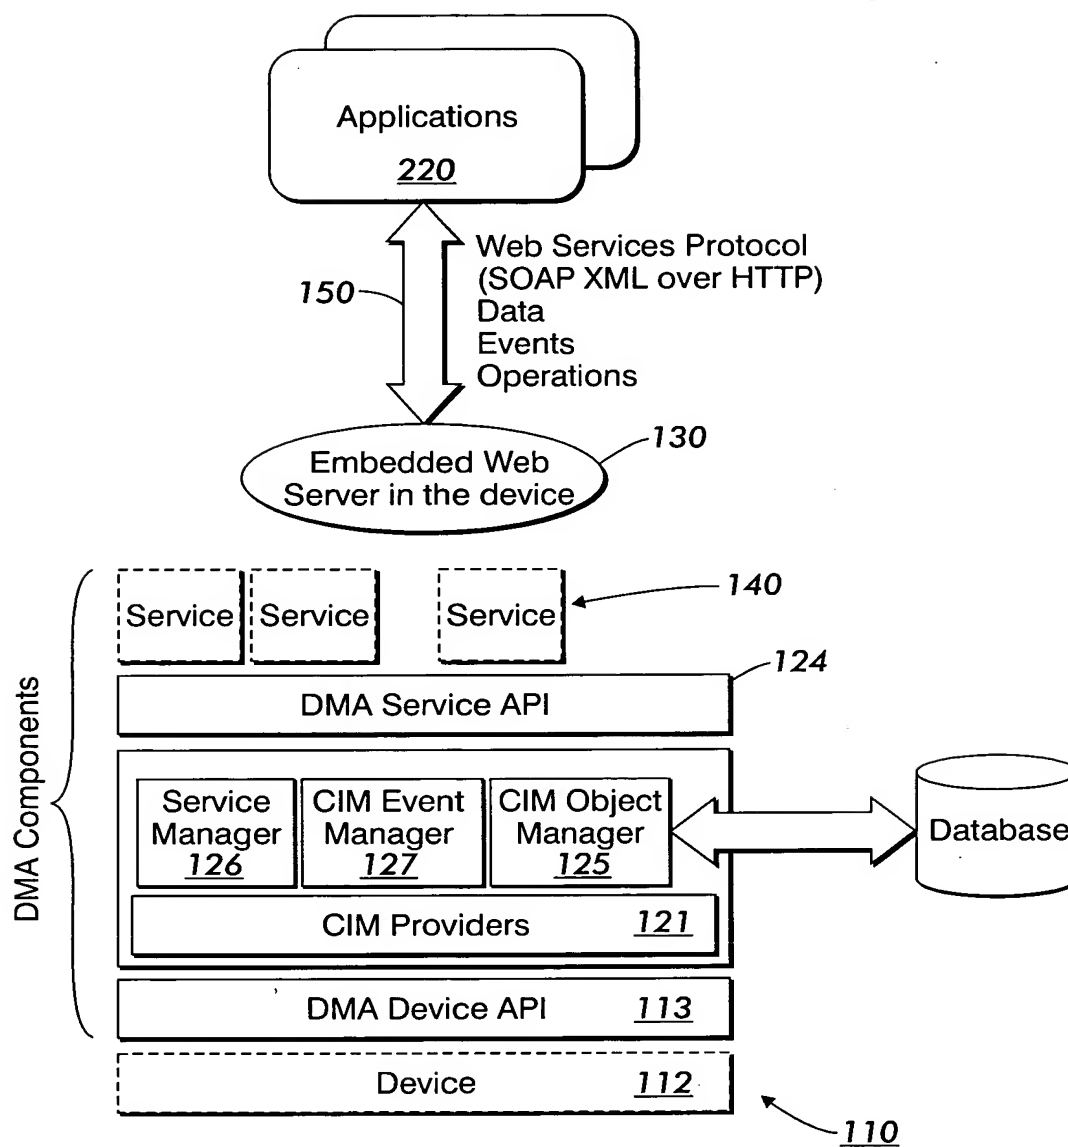 Applications
220
150
Web Services Protocol
(SOAP XML over HTTP)
Data
Events
Operations
130
Embedded Web
Server in the device
DMA Components
Service
Service
Service
140
124
DMA Service API
Service
Manager
126
CIM Event
Manager
127
CIM Object
Manager
125
Database
CIM Providers
121
DMA Device API
113
Device
112
110